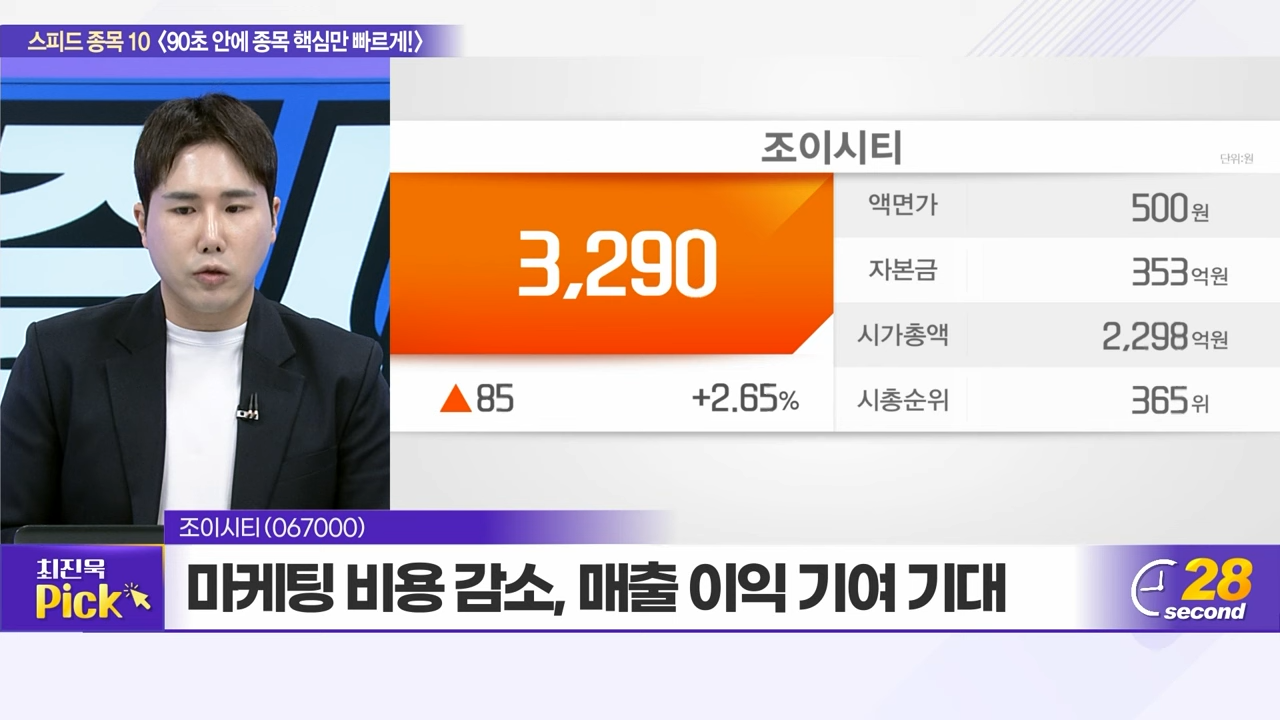 스피드 종목 10 <90초 안에 종목 핵심만 빠르게!>
조이시티
단위:원
3,290
▲85 +2.65%
액면가 500원
자본금 353억원
시가총액 2,298억원
시총순위 365위
조이시티(067000)
최진욱
Pick
마케팅 비용 감소, 매출 이익 기여 기대
28
second